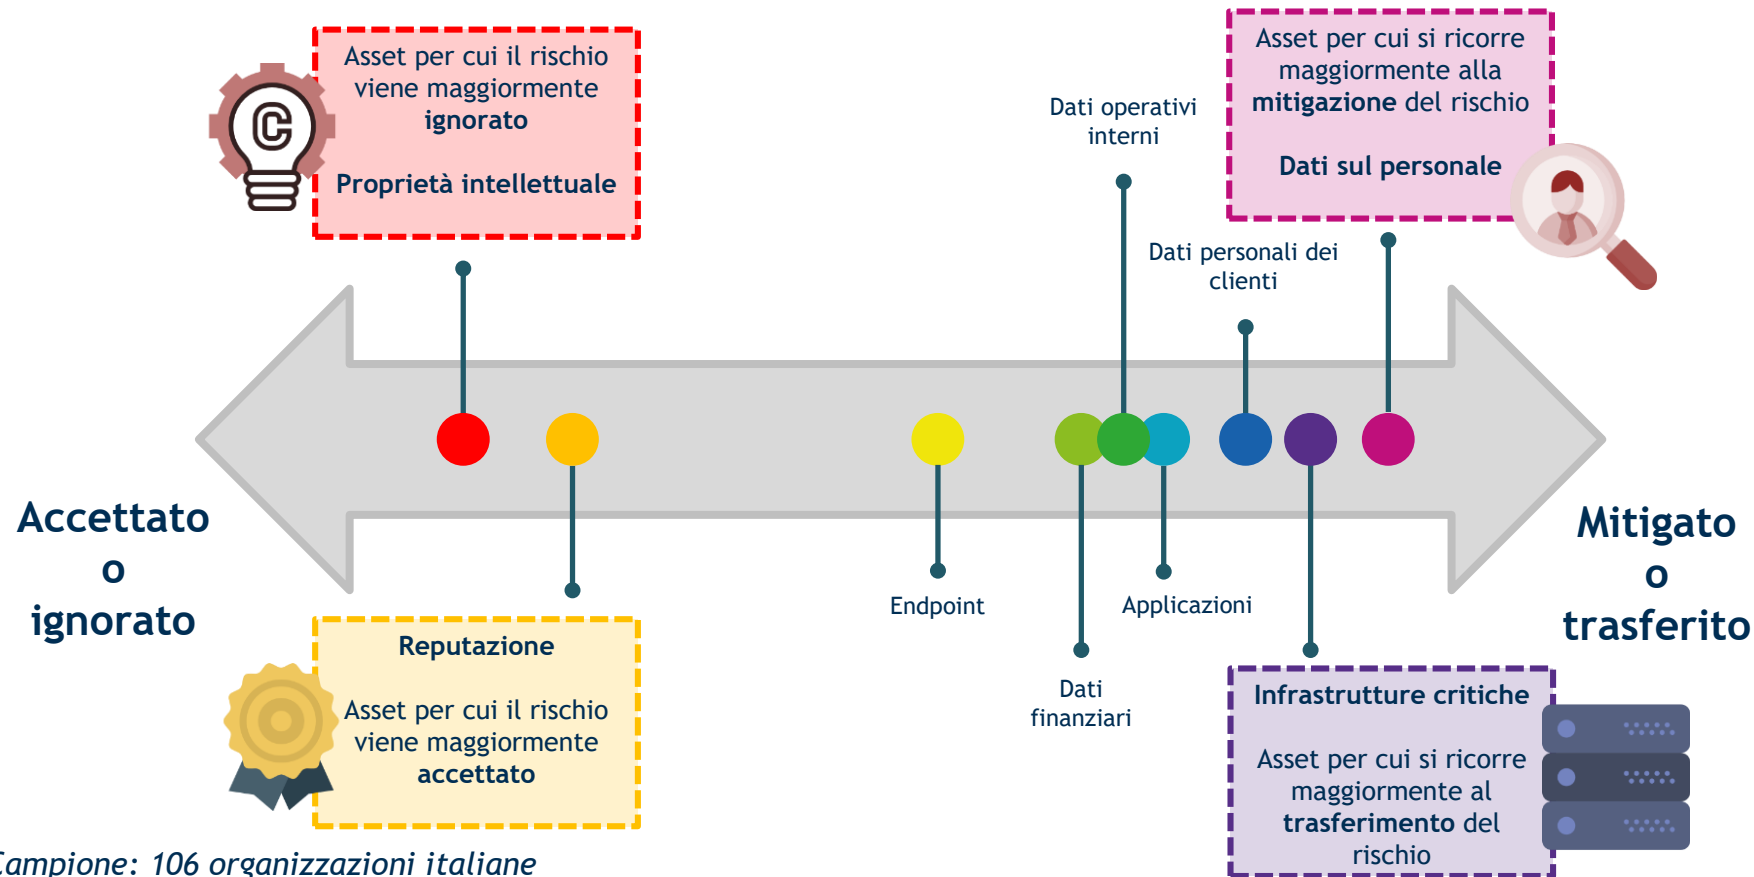 Asset per cui il rischio
viene maggiormente
ignorato
Proprietà intellettuale
Dati operativi
interni
Asset per cui si ricorre
maggiormente alla
mitigazione del rischio
Dati sul personale
Dati personali dei
clienti
Accettato
o
ignorato
Mitigato
o
trasferito
Reputazione
Asset per cui il rischio
viene maggiormente
accettato
Endpoint
Dati
finanziari
Applicazioni
Infrastrutture critiche
Asset per cui si ricorre
maggiormente al
trasferimento del
rischio
Campione: 106 organizzazioni italiane